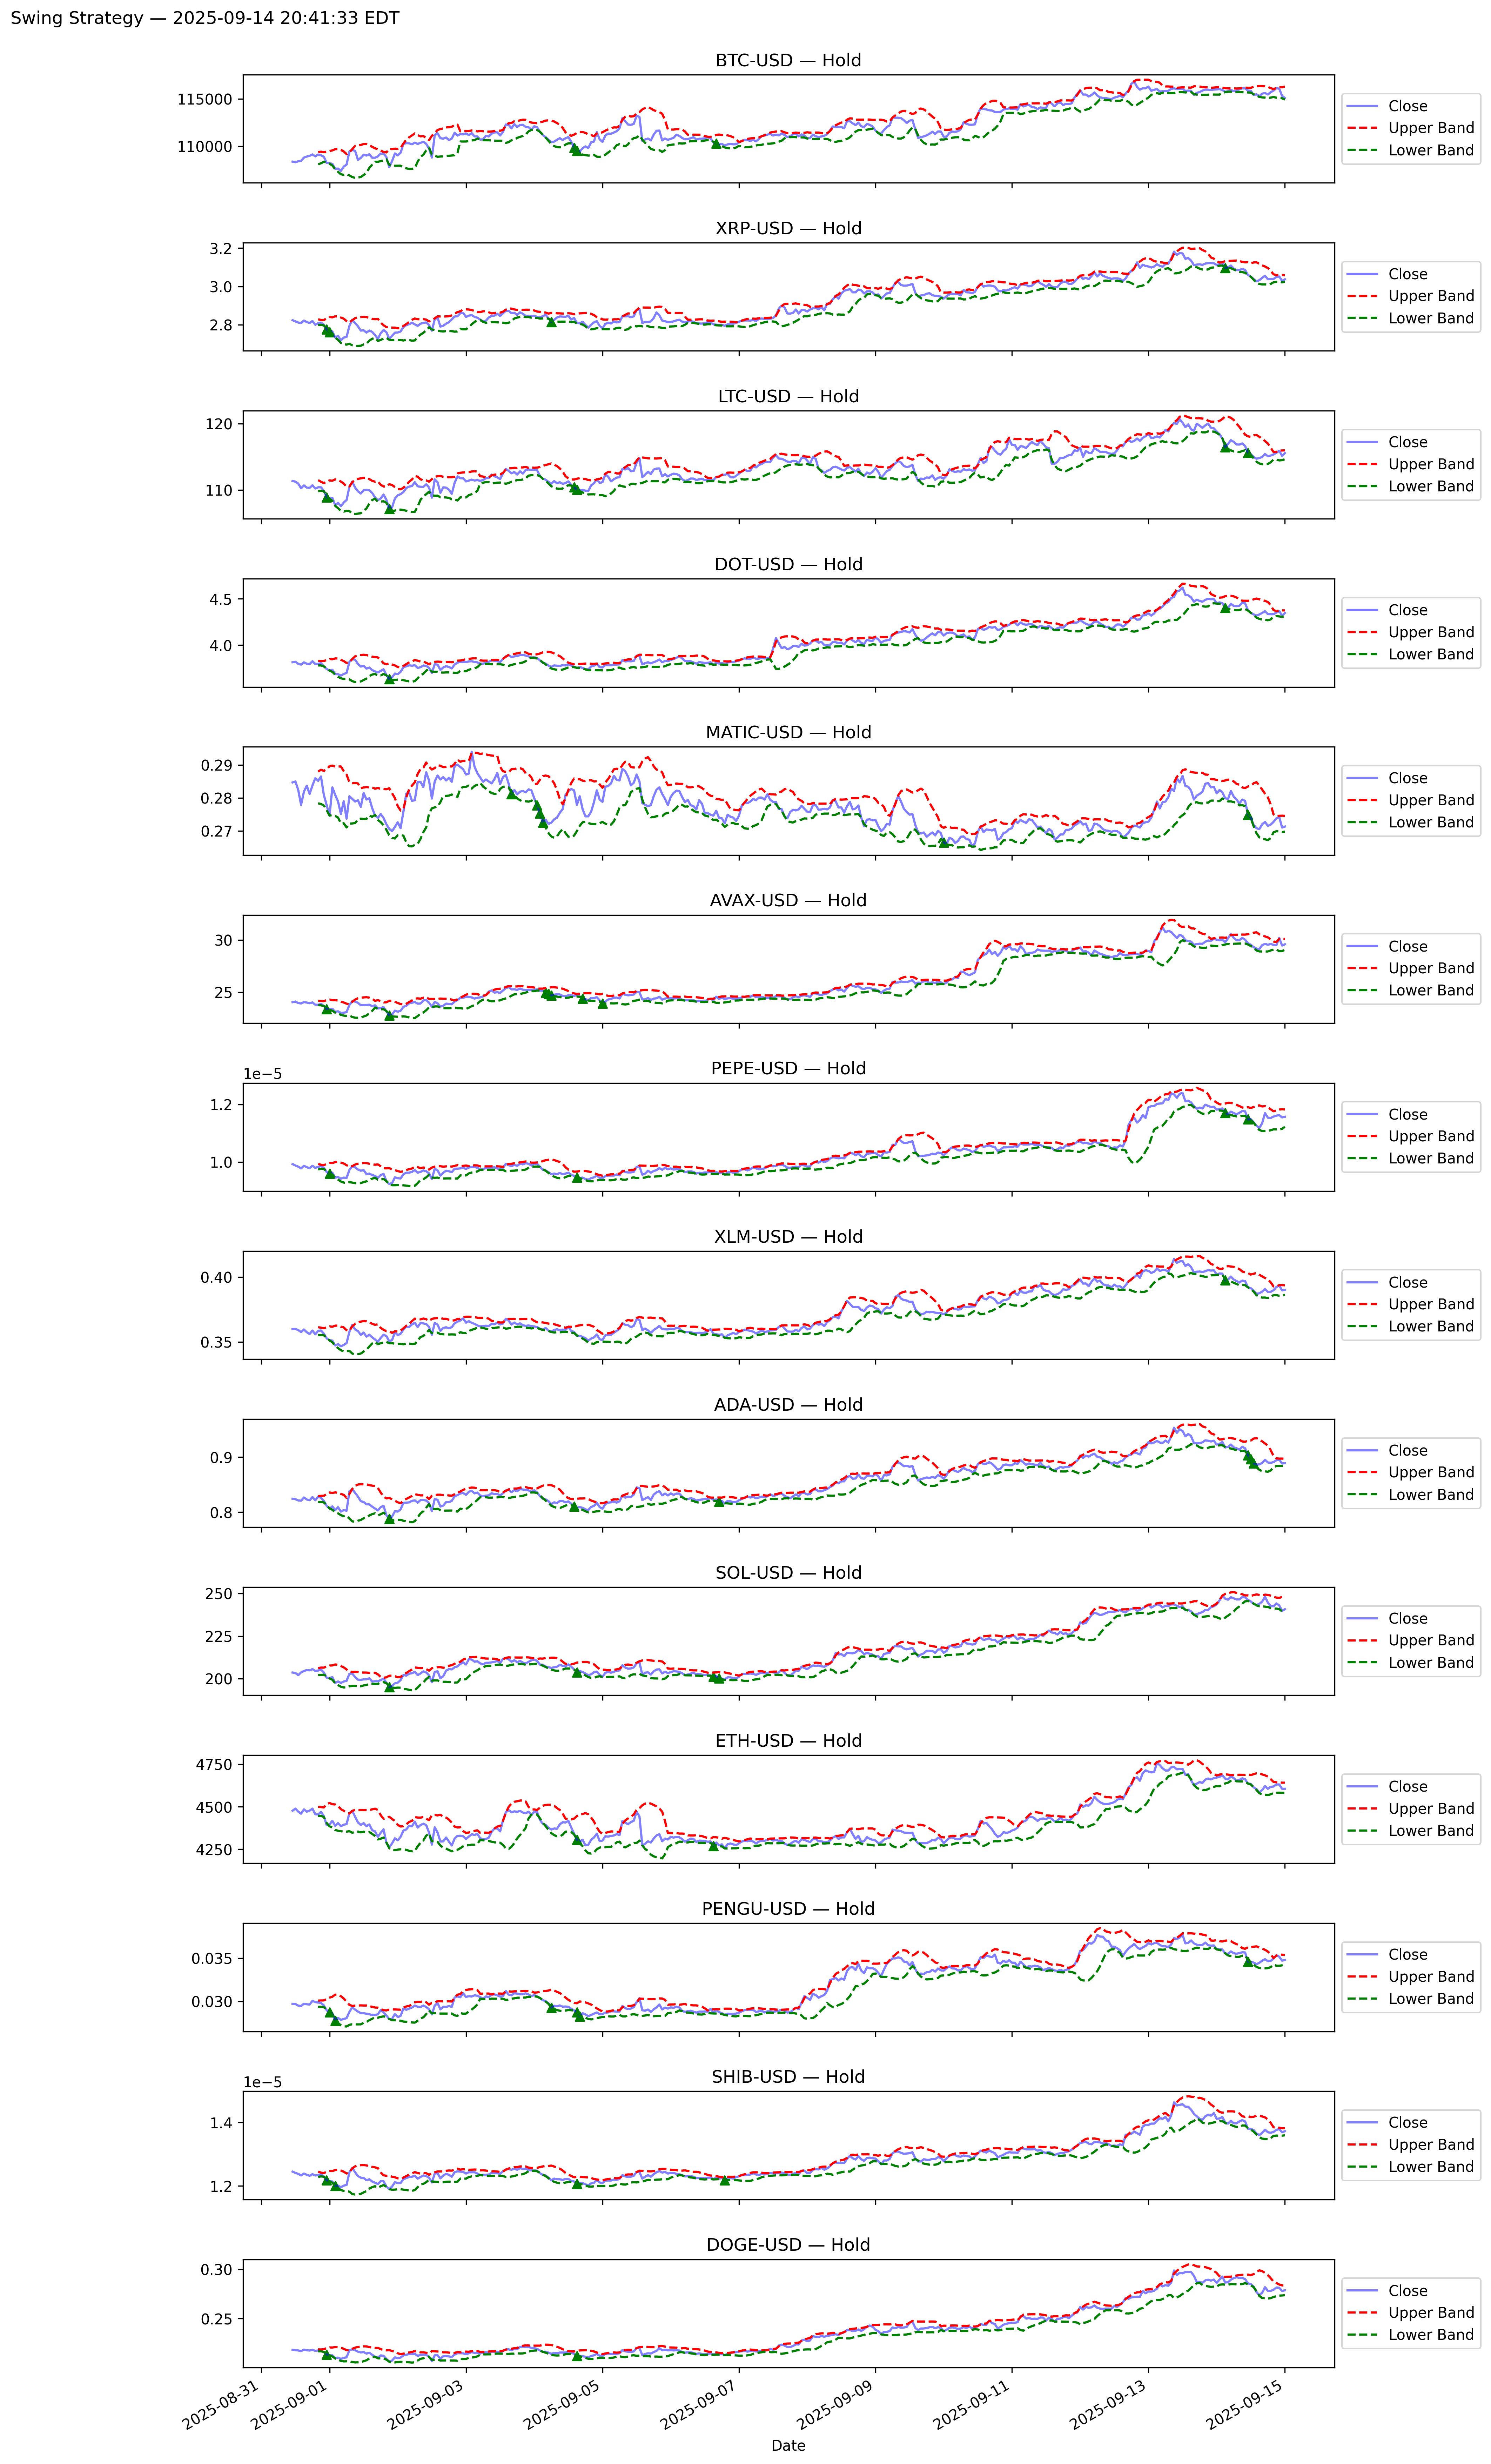 Swing Strategy — 2025-09-14 20:41:33 EDT
BTC-USD — Hold
115000
110000
Close
Upper Band
Lower Band
XRP-USD — Hold
3.2
3.0
2.8
Close
Upper Band
Lower Band
LTC-USD — Hold
120
110
Close
Upper Band
Lower Band
DOT-USD — Hold
4.5
4.0
Close
Upper Band
Lower Band
MATIC-USD — Hold
0.29
0.28
0.27
Close
Upper Band
Lower Band
AVAX-USD — Hold
30
25
Close
Upper Band
Lower Band
PEPE-USD — Hold
1e−5
1.2
1.0
Close
Upper Band
Lower Band
XLM-USD — Hold
0.40
0.35
Close
Upper Band
Lower Band
ADA-USD — Hold
0.9
0.8
Close
Upper Band
Lower Band
SOL-USD — Hold
250
225
200
Close
Upper Band
Lower Band
ETH-USD — Hold
4750
4500
4250
Close
Upper Band
Lower Band
PENGU-USD — Hold
0.035
0.030
Close
Upper Band
Lower Band
SHIB-USD — Hold
1e−5
1.4
1.2
Close
Upper Band
Lower Band
DOGE-USD — Hold
0.30
0.25
Close
Upper Band
Lower Band
2025-08-31 2025-09-01 2025-09-03 2025-09-05 2025-09-07 2025-09-09 2025-09-11 2025-09-13 2025-09-15
Date